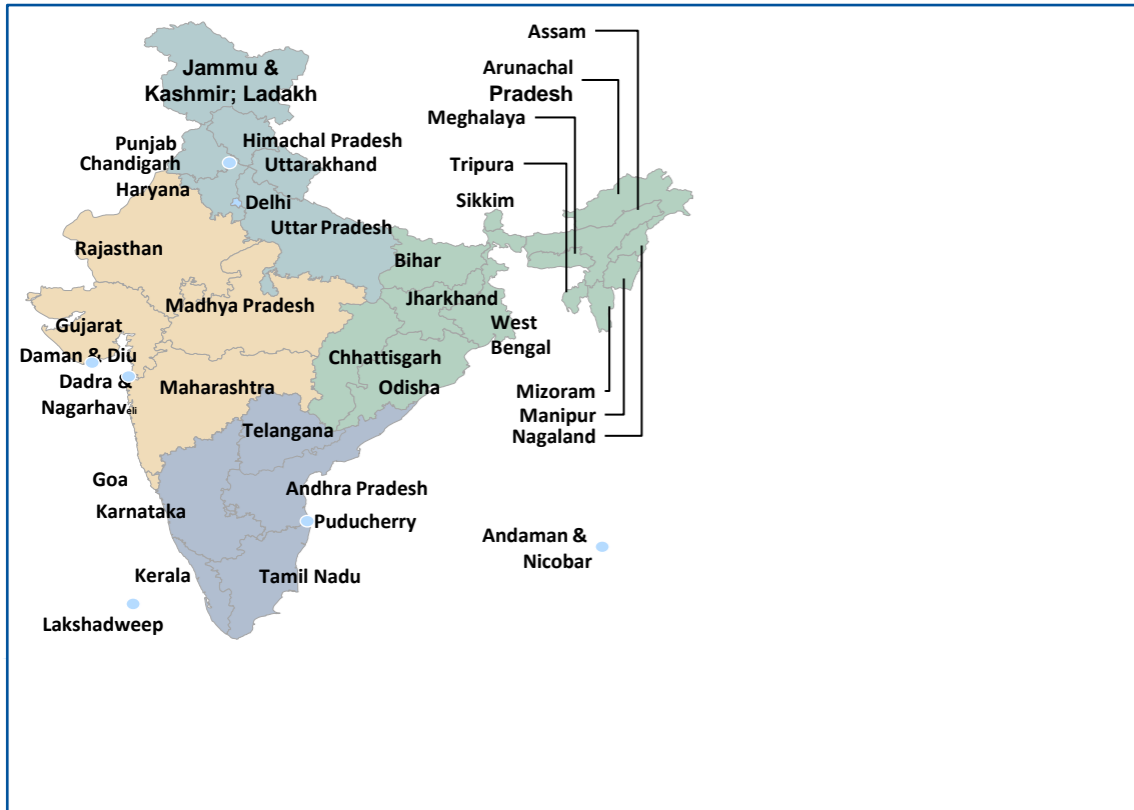 Jammu &
Kashmir; Ladakh
Punjab
Chandigarh
Haryana
Himachal Pradesh
Uttarakhand
Delhi
Uttar Pradesh
Rajasthan
Madhya Pradesh
Gujarat
Daman & Diu
Dadra &
Nagarhaveli
Maharashtra
Goa
Bihar
Jharkhand
West
Bengal
Chhattisgarh
Odisha
Telangana
Andhra Pradesh
Karnataka
Puducherry
Kerala
Tamil Nadu
Lakshadweep
Assam
Arunachal
Pradesh
Meghalaya
Tripura
Sikkim
Mizoram
Manipur
Nagaland
Andaman &
Nicobar